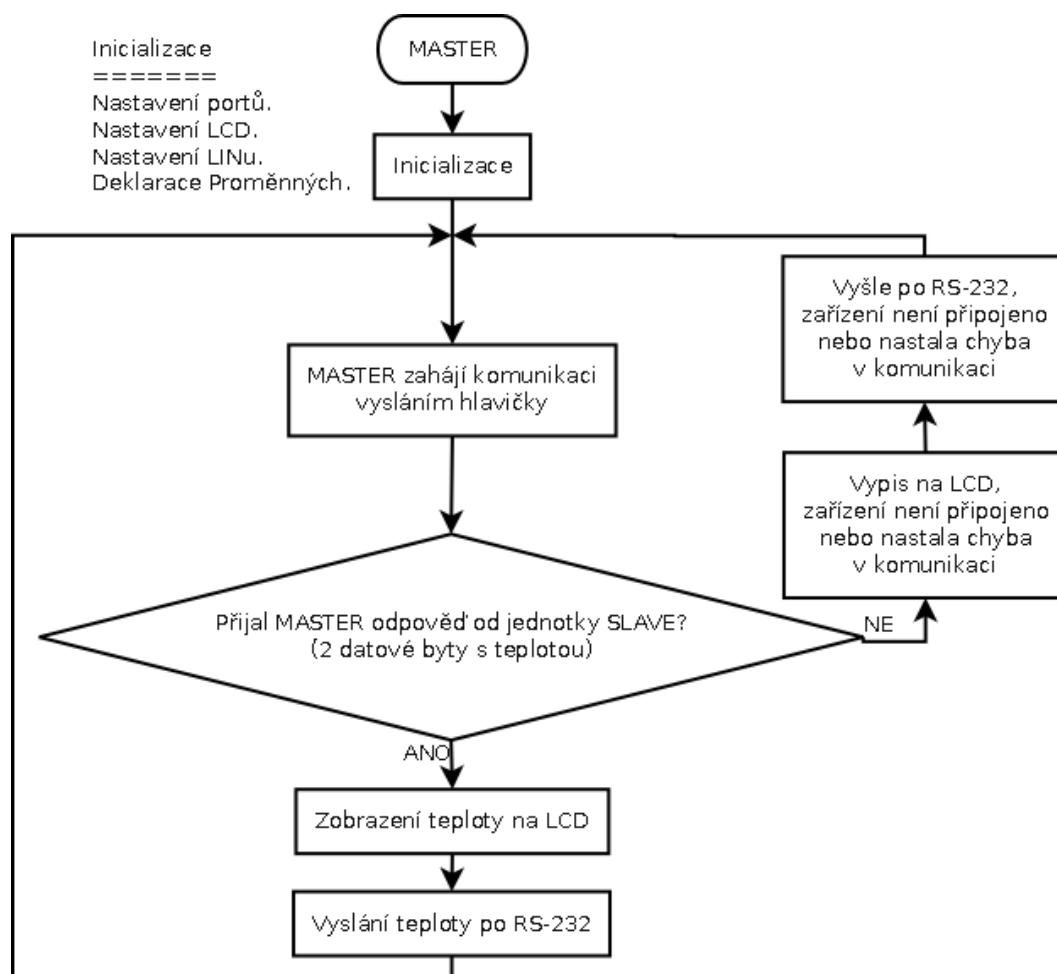 MASTER
Inicializace
=======
Nastavení portů.
Nastavení LCD.
Nastavení LINu.
Deklarace Proměnných.
Inicializace
MASTER zahájí komunikaci
vysláním hlavičky
Přijal MASTER odpověď od jednotky SLAVE?
(2 datové byty s teplotou)
NE
Vypis na LCD,
zařízení není připojeno
nebo nastala chyba
v komunikaci
Vyšle po RS-232,
zařízení není připojeno
nebo nastala chyba
v komunikaci
ANO
Zobrazení teploty na LCD
Vyslání teploty po RS-232